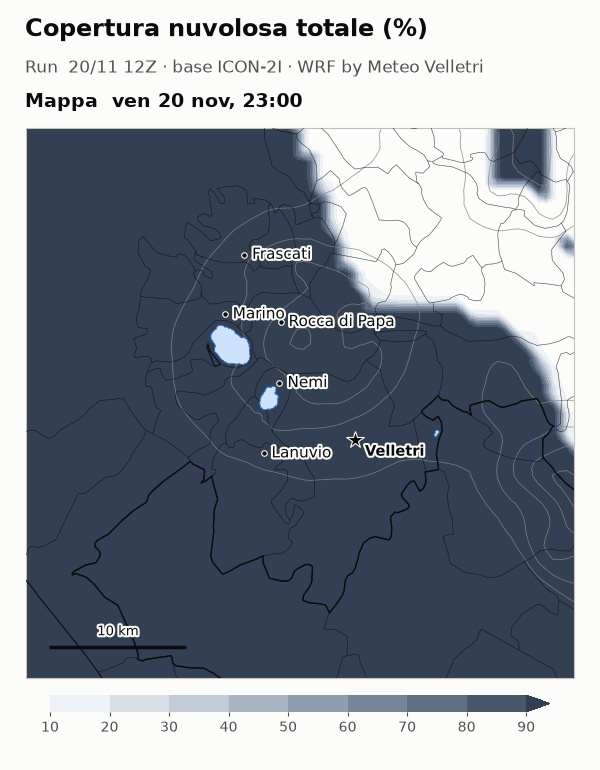 Copertura nuvolosa totale (%)
Run  20/11 12Z · base ICON-2I · WRF by Meteo Velletri
Mappa  ven 20 nov, 23:00
Frascati
Marino
Rocca di Papa
Nemi
Velletri
Lanuvio
10 km
10 20 30 40 50 60 70 80 90